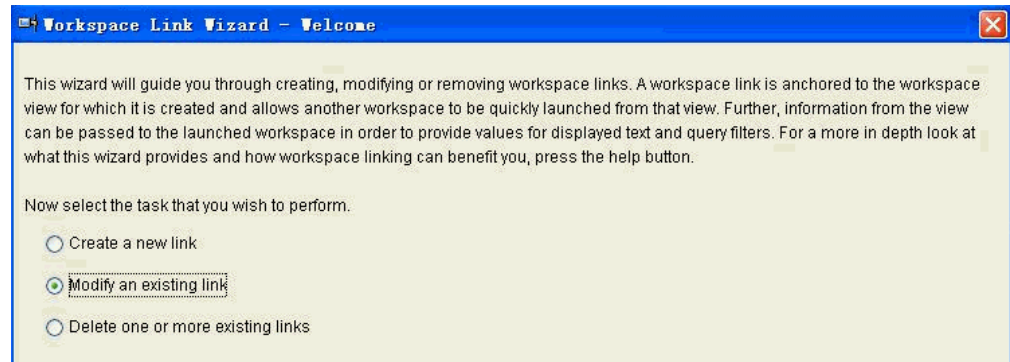 Workspace Link Wizard - Welcome
This wizard will guide you through creating, modifying or removing workspace links. A workspace link is anchored to the workspace
view for which it is created and allows another workspace to be quickly launched from that view. Further, information from the view
can be passed to the launched workspace in order to provide values for displayed text and query filters. For a more in depth look at
what this wizard provides and how workspace linking can benefit you, press the help button.
Now select the task that you wish to perform.
Create a new link
Modify an existing link
Delete one or more existing links